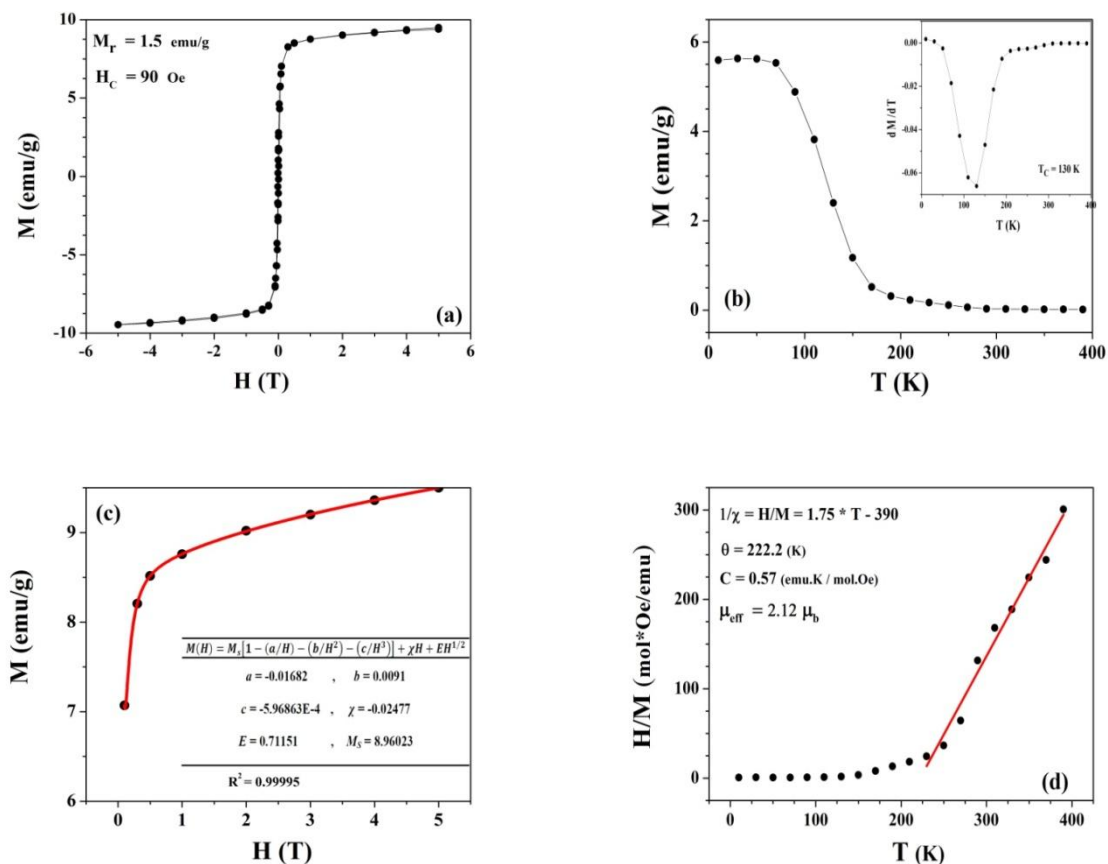 M_r = 1.5 emu/g
H_C = 90 Oe
M (emu/g)
10
5
0
-5
-10
(a)
-6 -4 -2 0 2 4 6
H (T)
M (emu/g)
6
4
2
0
(b)
0 100 200 300 400
T (K)
d M /d T
0.00
-0.02
-0.04
-0.06
T_C = 130 K
0 100 200 300 400
T (K)
(c)
M (emu/g)
9
8
7
6
M(H) = M_s[1 − (a/H) − (b/H^2) − (c/H^3)] + χH + EH^{1/2}
a = -0.01682 , b = 0.0091
c = -5.96863E-4 , χ = -0.02477
E = 0.71151 , M_S = 8.96023
R^2 = 0.99995
0 1 2 3 4 5
H (T)
H/M (mol*Oe/emu)
300
225
150
75
0
1/χ = H/M = 1.75 * T - 390
θ = 222.2 (K)
C = 0.57 (emu.K / mol.Oe)
μ_eff = 2.12 μ_b
(d)
0 100 200 300 400
T (K)